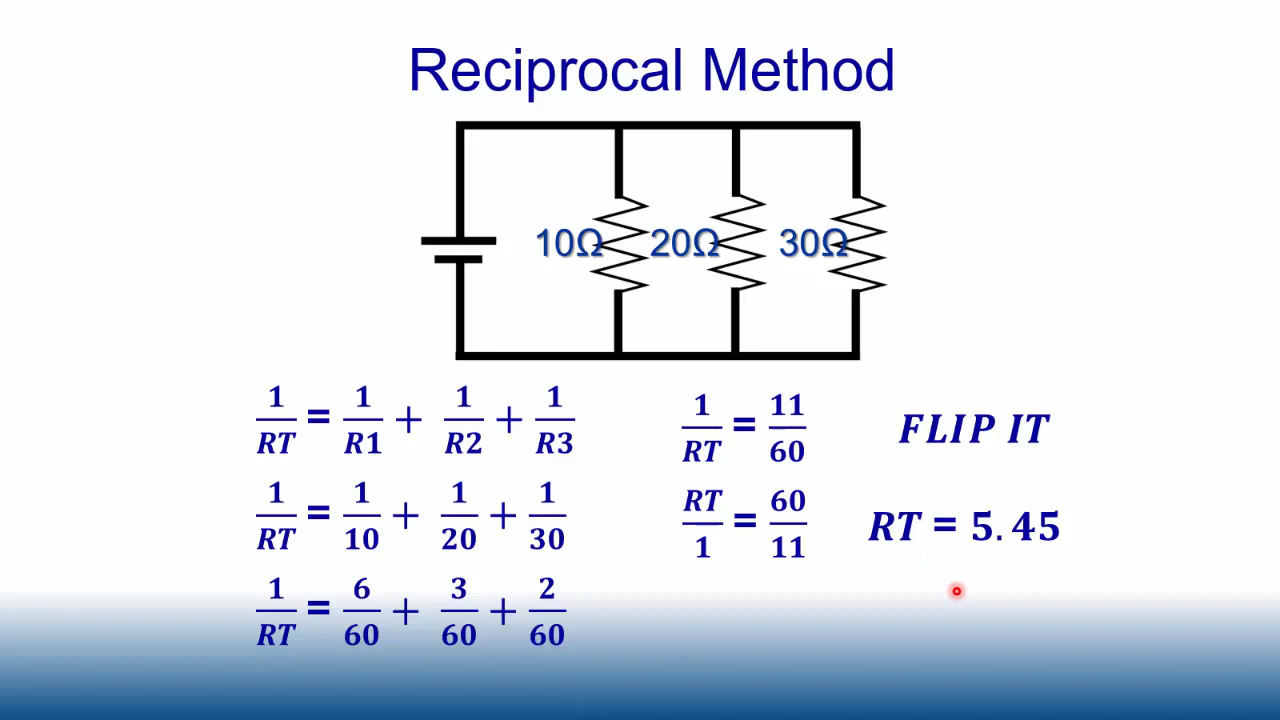 Reciprocal Method
10Ω 20Ω 30Ω
1/RT = 1/R1 + 1/R2 + 1/R3
1/RT = 1/10 + 1/20 + 1/30
1/RT = 6/60 + 3/60 + 2/60
1/RT = 11/60
FLIP IT
RT/1 = 60/11
RT = 5.45